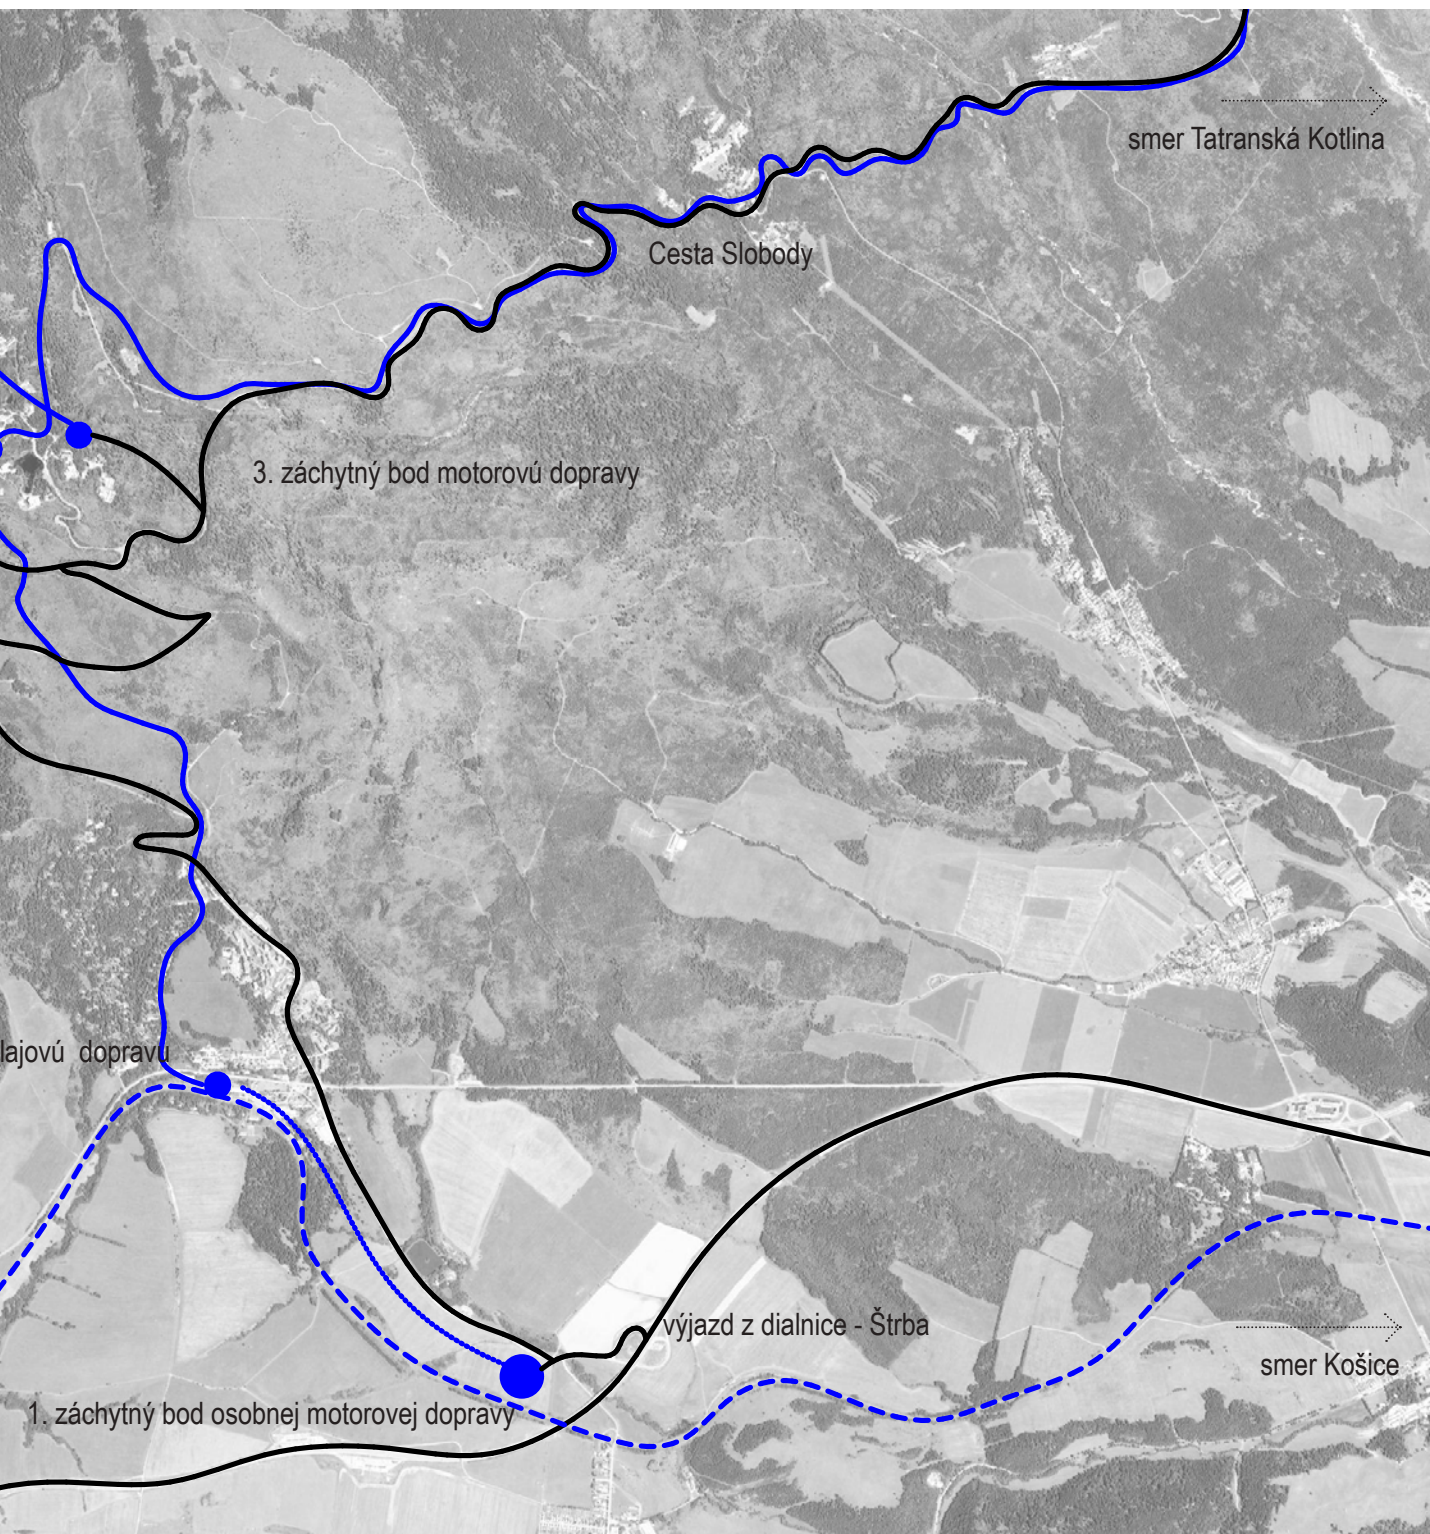 smer Tatranská Kotlina
Cesta Slobody
3. záchytný bod motorovú dopravy
lajovú dopravu
výjazd z dialnice - Štrba
smer Košice
1. záchytný bod osobnej motorovej dopravy